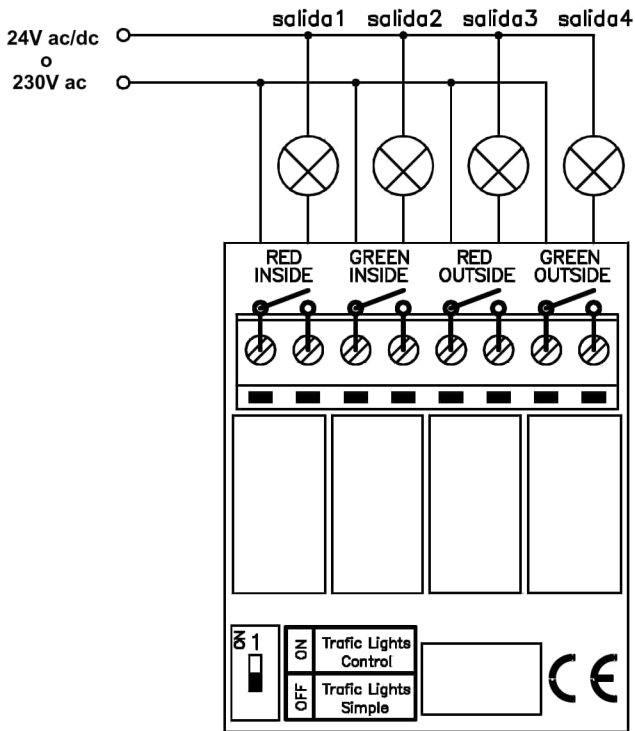 salida1 salida2 salida3 salida4
24V ac/dc
o
230V ac
RED INSIDE
GREEN INSIDE
RED OUTSIDE
GREEN OUTSIDE
ON 1
ON Trafic Lights Control
OFF Trafic Lights Simple
CE